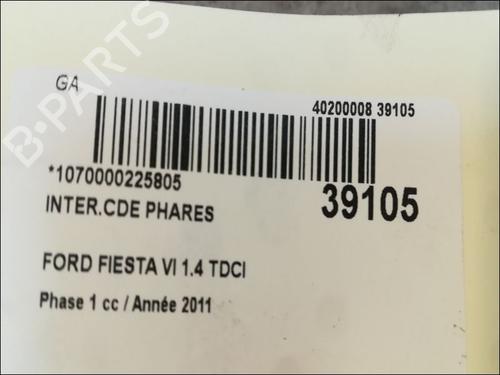 GA
40200008 39105
*1070000225805
39105
INTER.CDE PHARES
FORD FIESTA VI 1.4 TDCI
Phase 1 cc / Année 2011
B-PARTS